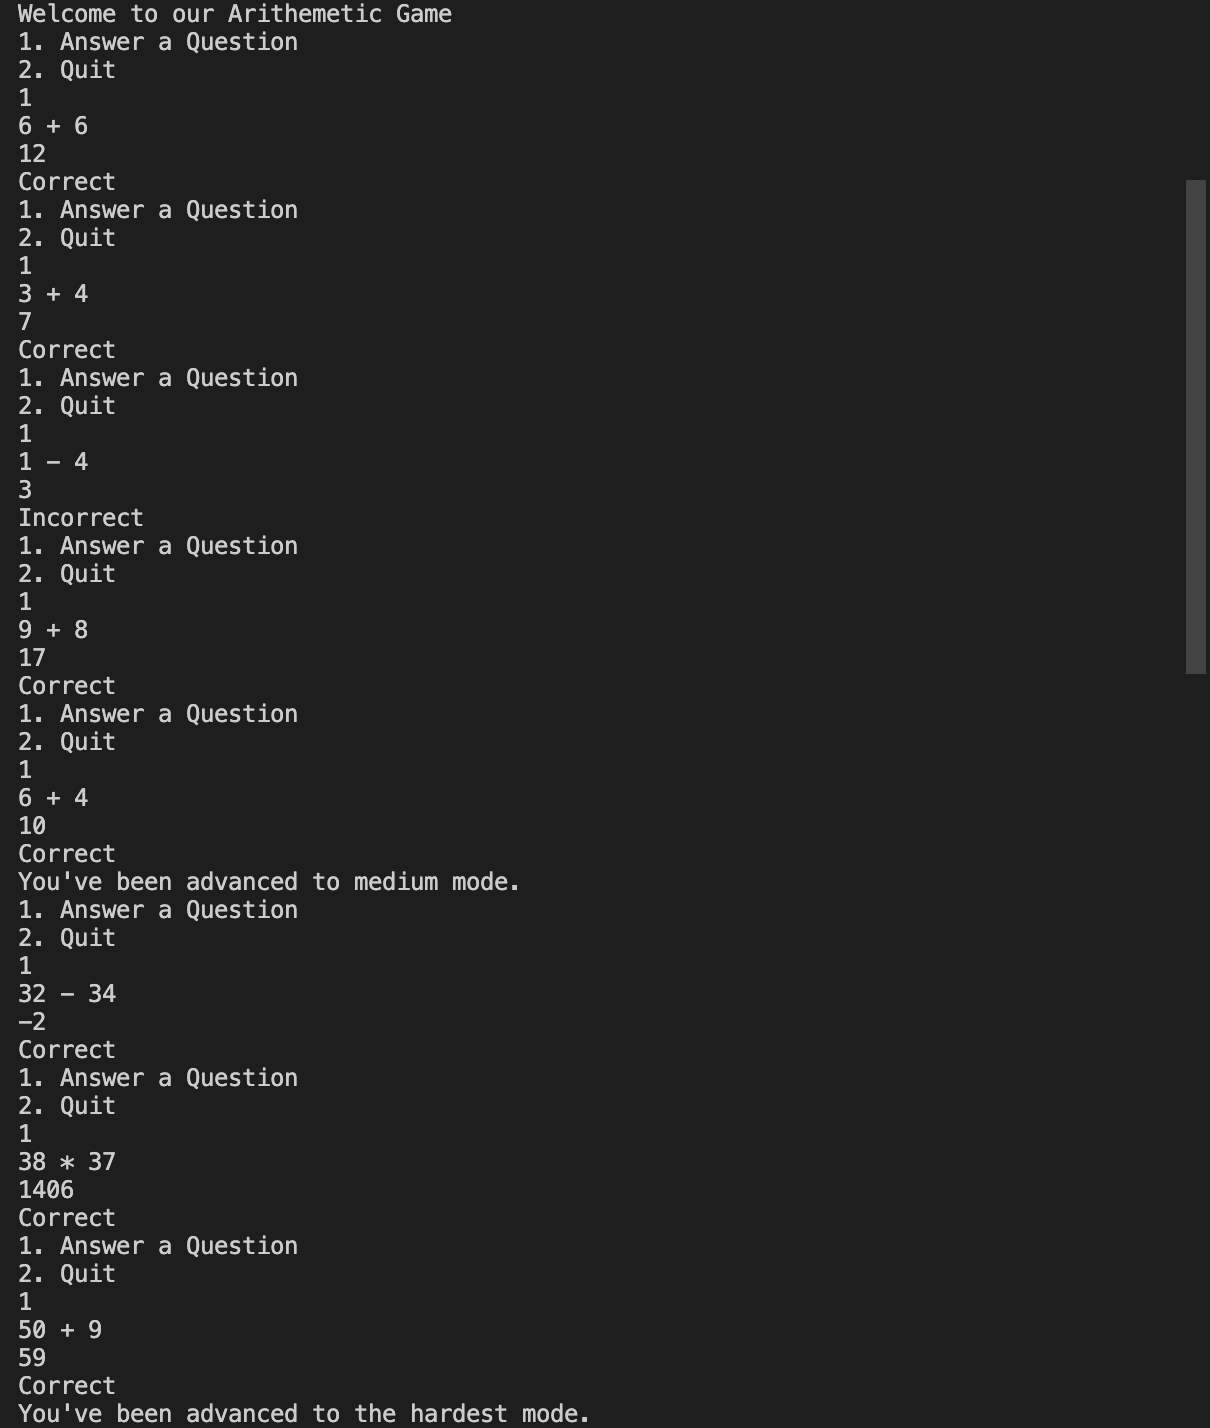 Welcome to our Arithemetic Game
1. Answer a Question
2. Quit
1
6 + 6
12
Correct
1. Answer a Question
2. Quit
1
3 + 4
7
Correct
1. Answer a Question
2. Quit
1
1 - 4
3
Incorrect
1. Answer a Question
2. Quit
1
9 + 8
17
Correct
1. Answer a Question
2. Quit
1
6 + 4
10
Correct
You've been advanced to medium mode.
1. Answer a Question
2. Quit
1
32 - 34
-2
Correct
1. Answer a Question
2. Quit
1
38 * 37
1406
Correct
1. Answer a Question
2. Quit
1
50 + 9
59
Correct
You've been advanced to the hardest mode.